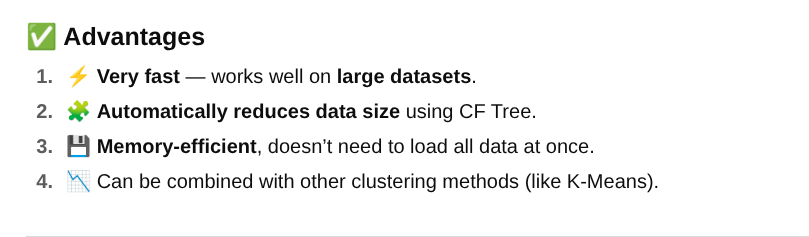 ✅ Advantages
1. ⚡ Very fast — works well on large datasets.
2. 🧩 Automatically reduces data size using CF Tree.
3. 💾 Memory-efficient, doesn’t need to load all data at once.
4. 📉 Can be combined with other clustering methods (like K-Means).